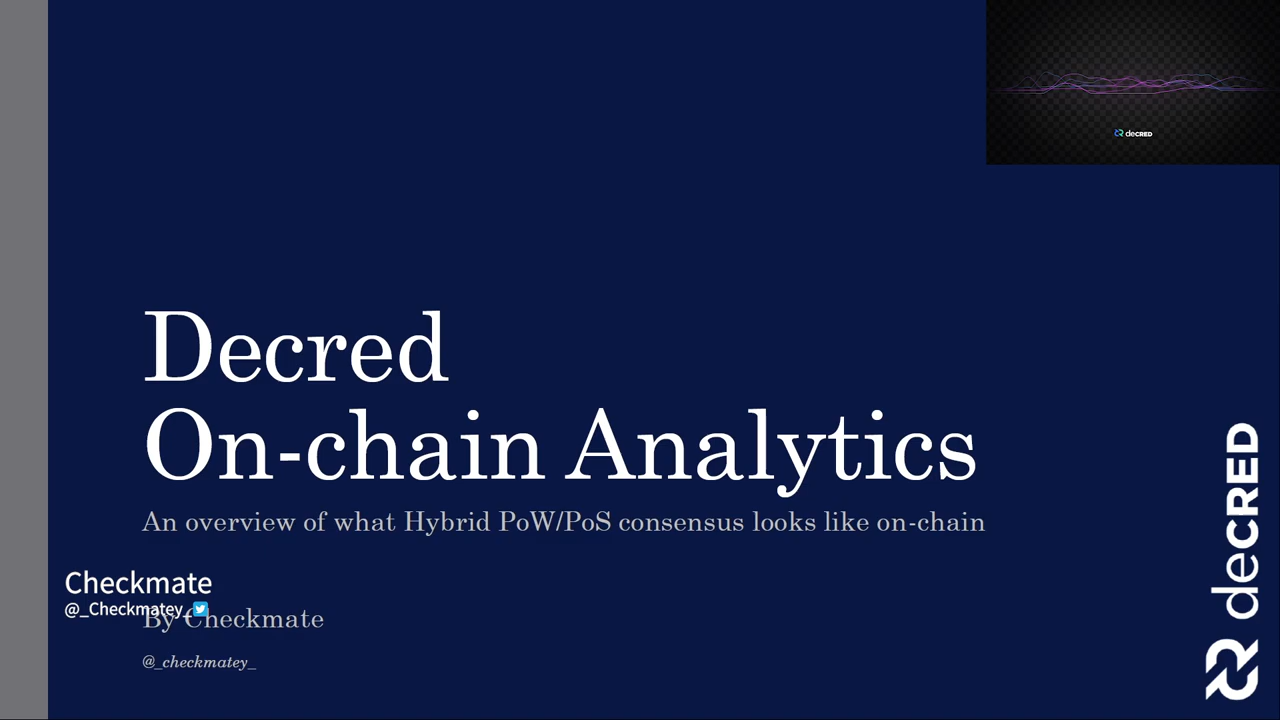 decred
Decred
On-chain Analytics
An overview of what Hybrid PoW/PoS consensus looks like on-chain
Checkmate
@_Checkmatey_
By Checkmate
@_checkmatey_
decred